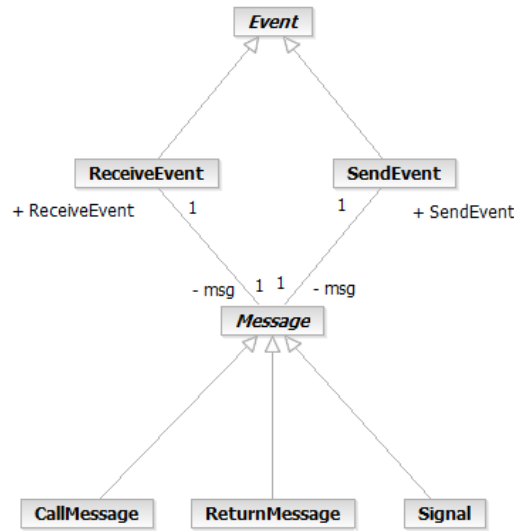 Event
ReceiveEvent SendEvent
+ ReceiveEvent 1 1 + SendEvent
- msg 1 1 - msg
Message
CallMessage ReturnMessage Signal